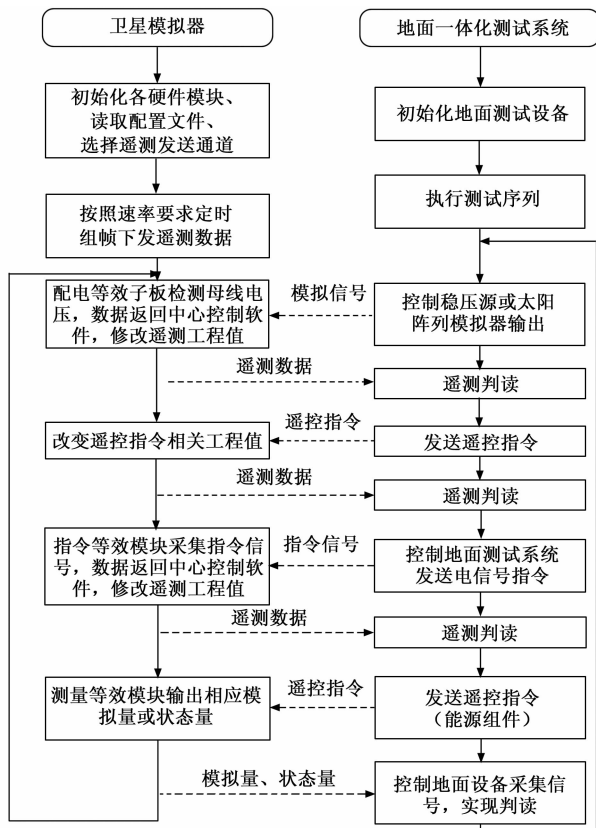 卫星模拟器
地面一体化测试系统
初始化各硬件模块、
读取配置文件、
选择遥测发送通道
初始化地面测试设备
按照速率要求定时
组帧下发遥测数据
执行测试序列
配电等效子板检测母线电
压，数据返回中心控制软
件，修改遥测工程值
模拟信号
控制稳压源或太阳
阵列模拟器输出
遥测数据
遥测判读
改变遥控指令相关工程值
遥控指令
发送遥控指令
遥测数据
遥测判读
指令等效模块采集指令信
号，数据返回中心控制软
件，修改遥测工程值
指令信号
控制地面测试系统
发送电信号指令
遥测数据
遥测判读
测量等效模块输出相应模
拟量或状态量
遥控指令
发送遥控指令
（能源组件）
模拟量、状态量
控制地面设备采集信
号，实现判读